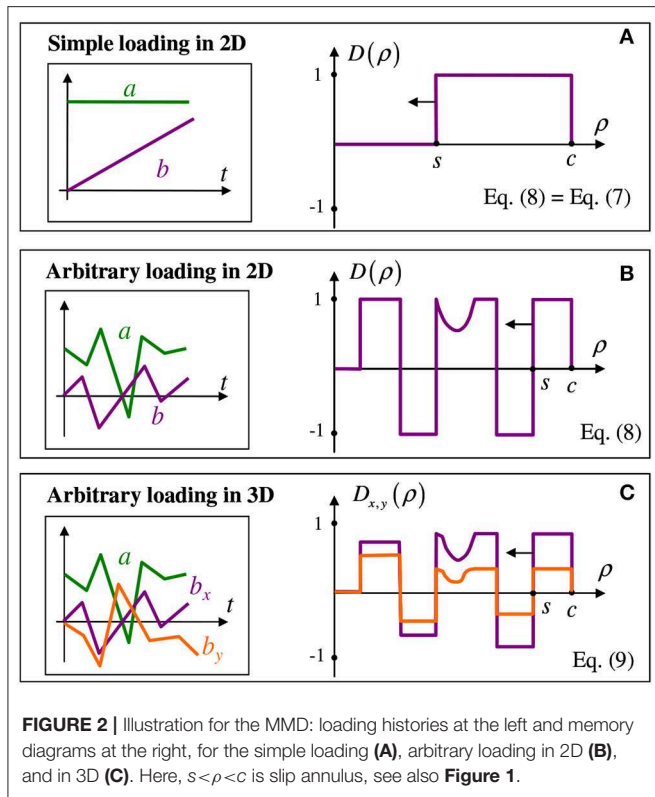 Simple loading in 2D
A
a
b
t
D(ρ)
1
-1
s
c
ρ
Eq. (8) = Eq. (7)
Arbitrary loading in 2D
B
a
b
t
D(ρ)
1
-1
s
c
ρ
Eq. (8)
Arbitrary loading in 3D
C
a
bₓ
b_y
t
Dₓ,ᵧ(ρ)
1
-1
s
c
ρ
Eq. (9)
FIGURE 2 | Illustration for the MMD: loading histories at the left and memory
diagrams at the right, for the simple loading (A), arbitrary loading in 2D (B),
and in 3D (C). Here, s<ρ<c is slip annulus, see also Figure 1.